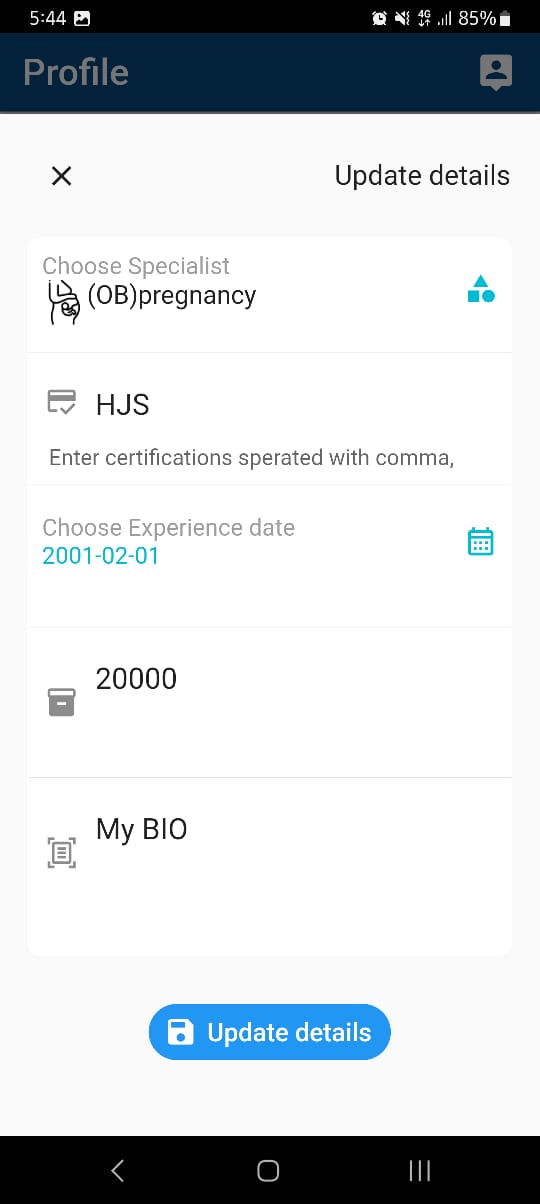 5:44
4G
85%
Profile
Update details
Choose Specialist
(OB)pregnancy
HJS
Enter certifications sperated with comma,
Choose Experience date
2001-02-01
20000
My BIO
Update details